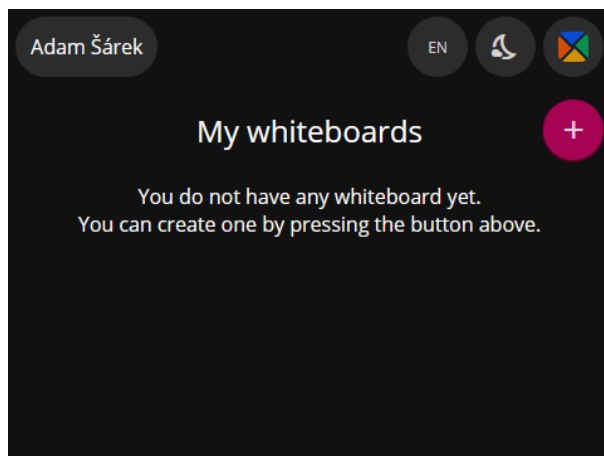 Adam Šárek
EN
My whiteboards
+
You do not have any whiteboard yet.
You can create one by pressing the button above.